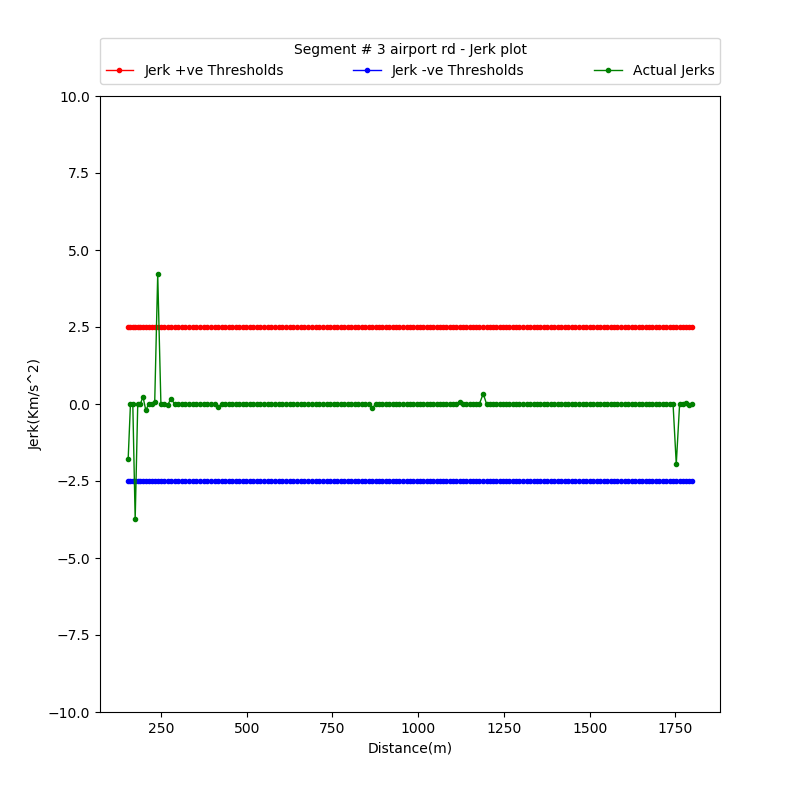 Segment # 3 airport rd - Jerk plot
Jerk +ve Thresholds Jerk -ve Thresholds Actual Jerks
10.0
7.5
5.0
2.5
0.0
−2.5
−5.0
−7.5
−10.0
Jerk(Km/s^2)
250 500 750 1000 1250 1500 1750
Distance(m)